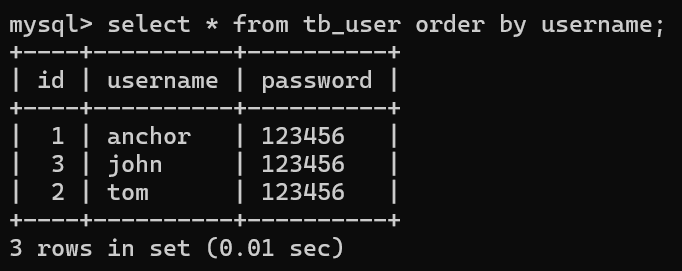 mysql> select * from tb_user order by username;
+----+----------+----------+
| id | username | password |
+----+----------+----------+
|  1 | anchor   | 123456   |
|  3 | john     | 123456   |
|  2 | tom      | 123456   |
+----+----------+----------+
3 rows in set (0.01 sec)